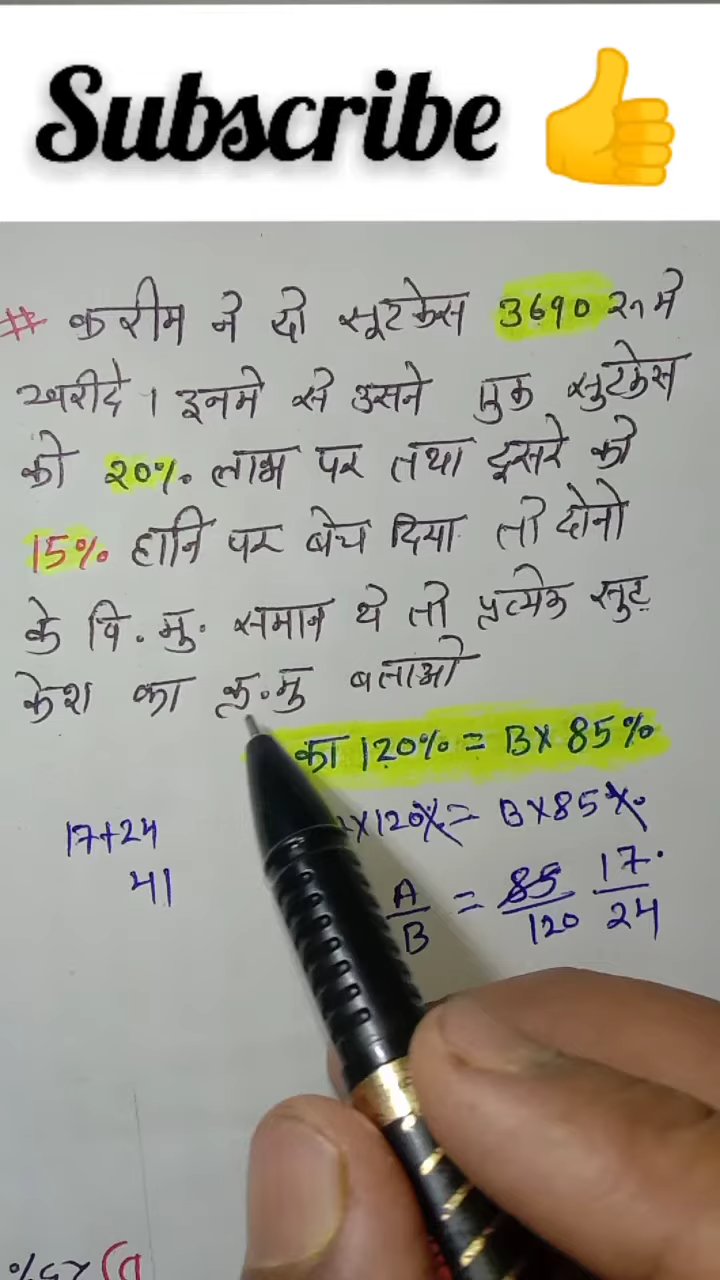 Subscribe
# करीम ने दो सूटकेस 3690 रु मे
खरीदे । इनमे से उसने एक सुटकेस
को 20% लाभ पर तथा दूसरे को
15% हानि पर बेच दिया तो दोनो
के वि. मु. समान थे तो प्रत्येक सुट
केश का क्र.मु बताओ
का 120% = B× 85%
×120% = B×85%
17+24
41
A/B = 85/120 17/24